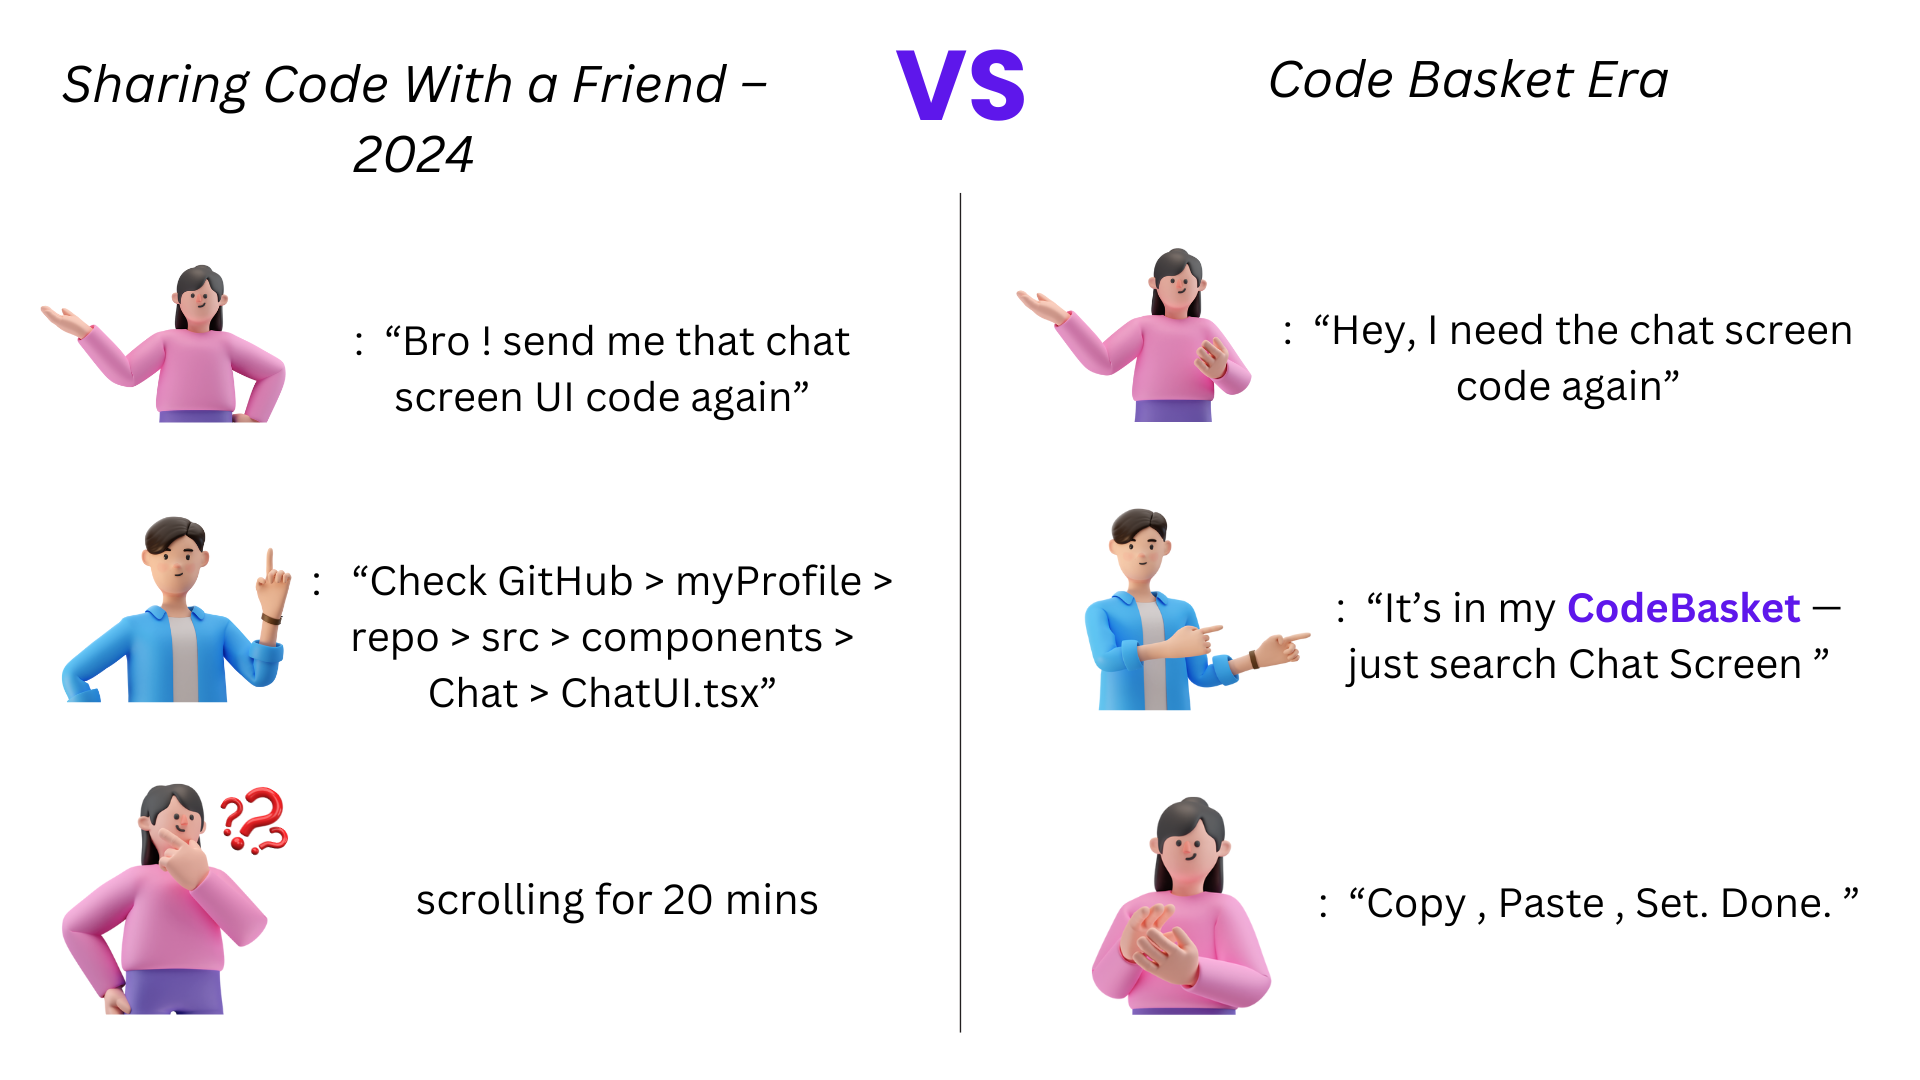 Sharing Code With a Friend –
2024
VS
Code Basket Era
: “Bro ! send me that chat
screen UI code again”
: “Check GitHub > myProfile >
repo > src > components >
Chat > ChatUI.tsx”
??
?
scrolling for 20 mins
: “Hey, I need the chat screen
code again”
: “It’s in my CodeBasket —
just search Chat Screen ”
: “Copy , Paste , Set. Done. ”